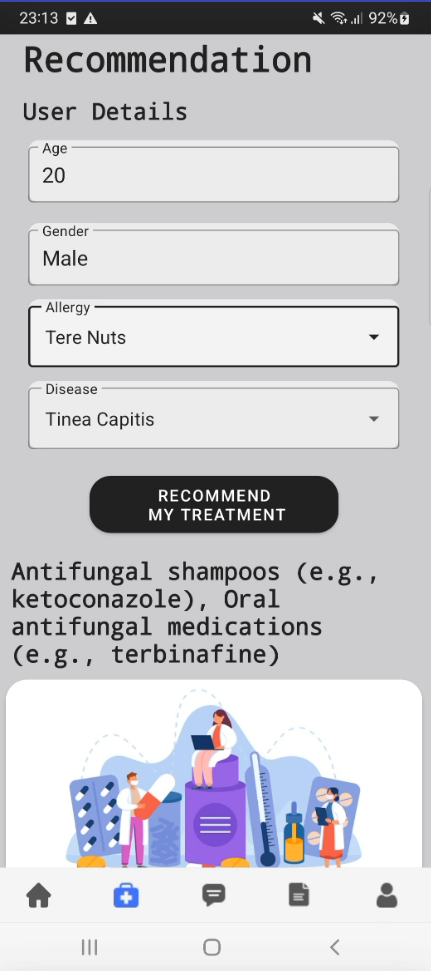 23:13 92%
Recommendation
User Details
Age
20
Gender
Male
Allergy
Tere Nuts
Disease
Tinea Capitis
RECOMMEND
MY TREATMENT
Antifungal shampoos (e.g.,
ketoconazole), Oral
antifungal medications
(e.g., terbinafine)